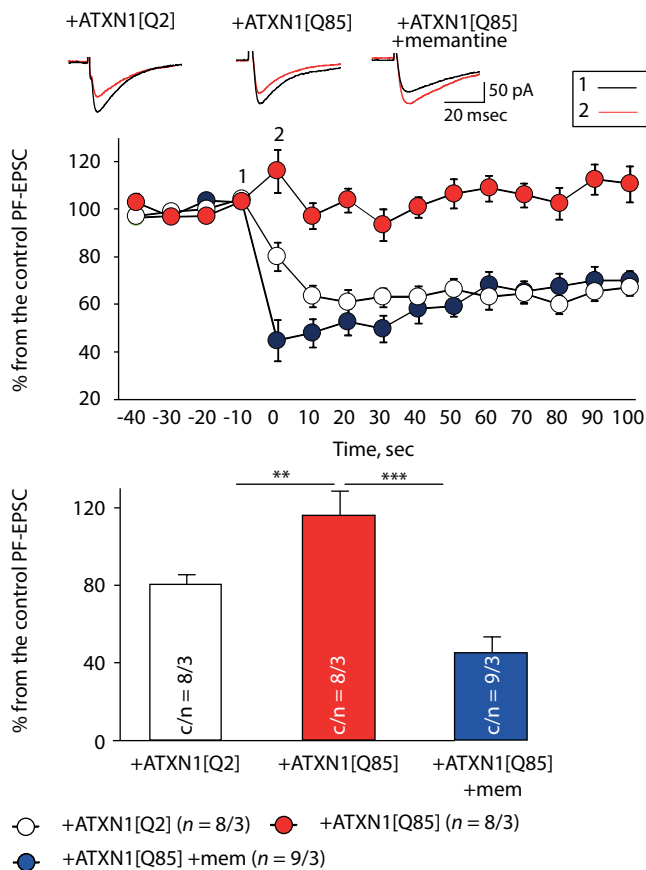 +ATXN1[Q2]
+ATXN1[Q85]
+ATXN1[Q85]
+memantine
50 pA
20 msec
1
2
% from the control PF-EPSC
120
100
80
60
40
20
1
2
-40 -30 -20 -10 0 10 20 30 40 50 60 70 80 90 100
Time, sec
% from the control PF-EPSC
120
80
40
0
** ***
c/n = 8/3
c/n = 8/3
c/n = 9/3
+ATXN1[Q2]
+ATXN1[Q85]
+ATXN1[Q85]
+mem
+ATXN1[Q2] (n = 8/3)
+ATXN1[Q85] (n = 8/3)
+ATXN1[Q85] +mem (n = 9/3)